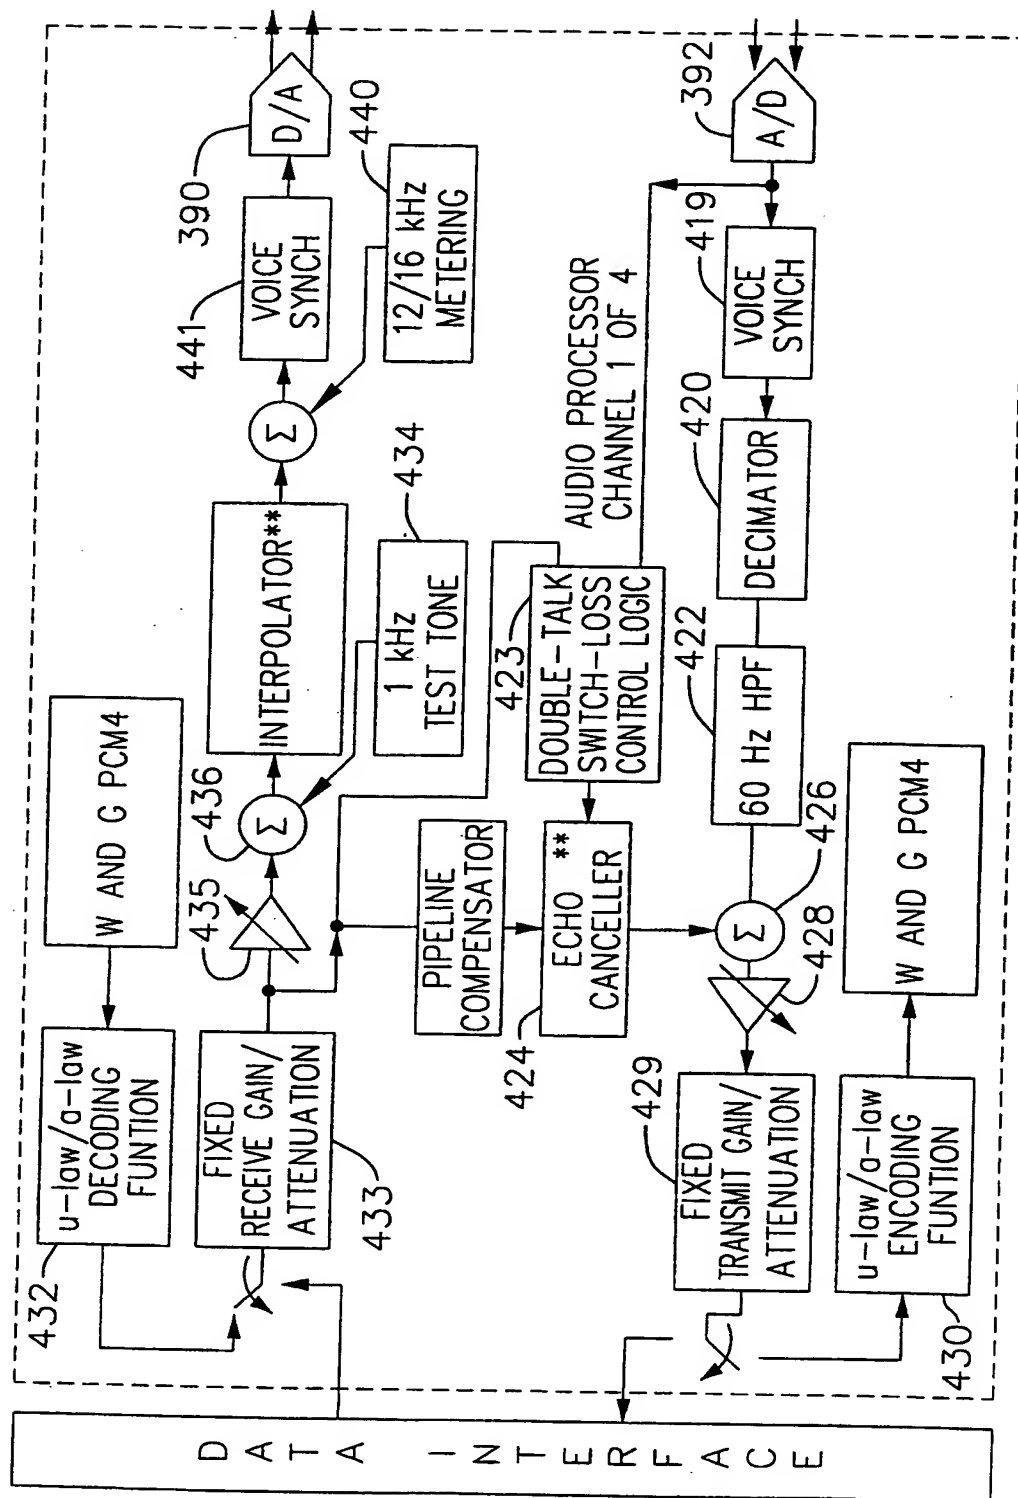 DATA INTERFACE
432
u-law/a-law
DECODING
FUNTION
W AND G PCM4
FIXED
RECEIVE GAIN/
ATTENUATION
433
435
436
Σ
INTERPOLATOR**
1 kHz
TEST TONE
434
Σ
441
VOICE
SYNCH
12/16 kHz
METERING
440
390
D/A
PIPELINE
COMPENSATOR
423
DOUBLE-TALK
SWITCH-LOSS
CONTROL LOGIC
AUDIO PROCESSOR
CHANNEL 1 OF 4
424
ECHO **
CANCELLER
392
A/D
419
VOICE
SYNCH
420
DECIMATOR
422
60 Hz HPF
426
Σ
428
429
FIXED
TRANSMIT GAIN/
ATTENUATION
u-law/a-law
ENCODING
FUNTION
430
W AND G PCM4